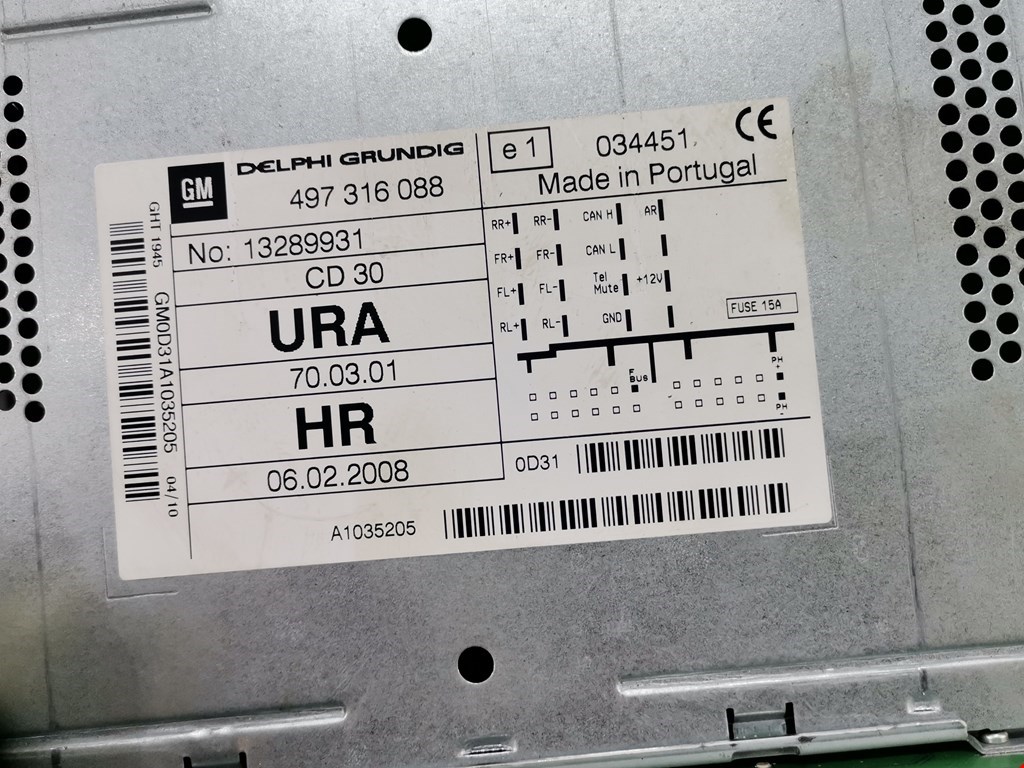 GM DELPHI GRUNDIG
497 316 088
No: 13289931
CD 30
URA
70.03.01
HR
06.02.2008
A1035205
GHT 1945 GM0D31A1035205 04/10
e1 034451 CE
Made in Portugal
RR+ RR- CAN H AR
FR+ FR- CAN L
FL+ FL- Tel Mute +12V
RL+ RL- GND
FUSE 15A
F BUS
PH +
PH -
0D31